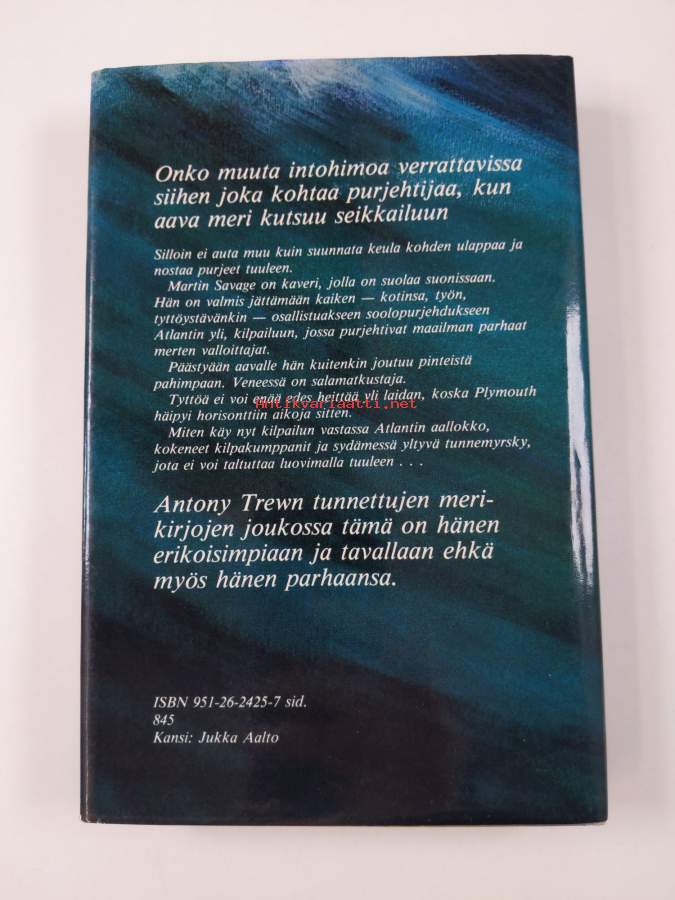 Onko muuta intohimoa verrattavissa
siihen joka kohtaa purjehtijaa, kun
aava meri kutsuu seikkailuun
Silloin ei auta muu kuin suunnata keula kohden ulappaa ja
nostaa purjeet tuuleen.
Martin Savage on kaveri, jolla on suolaa suonissaan.
Hän on valmis jättämään kaiken — kotinsa, työn,
tyttöystävänkin — osallistuakseen soolopurjehdukseen
Atlantin yli, kilpailuun, jossa purjehtivat maailman parhaat
merten valloittajat.
Päästyään aavalle hän kuitenkin joutuu pinteistä
pahimpaan. Veneessä on salamatkustaja.
Tyttöä ei voi enää edes heittää yli laidan, koska Plymouth
Antikvariaatti.net
häipyi horisonttiin aikoja sitten.
Miten käy nyt kilpailun vastassa Atlantin aallokko,
kokeneet kilpakumppanit ja sydämessä yltyvä tunnemyrsky,
jota ei voi taltuttaa luovimalla tuuleen . . .
Antony Trewn tunnettujen meri-
kirjojen joukossa tämä on hänen
erikoisimpiaan ja tavallaan ehkä
myös hänen parhaansa.
ISBN 951-26-2425-7 sid.
845
Kansi: Jukka Aalto